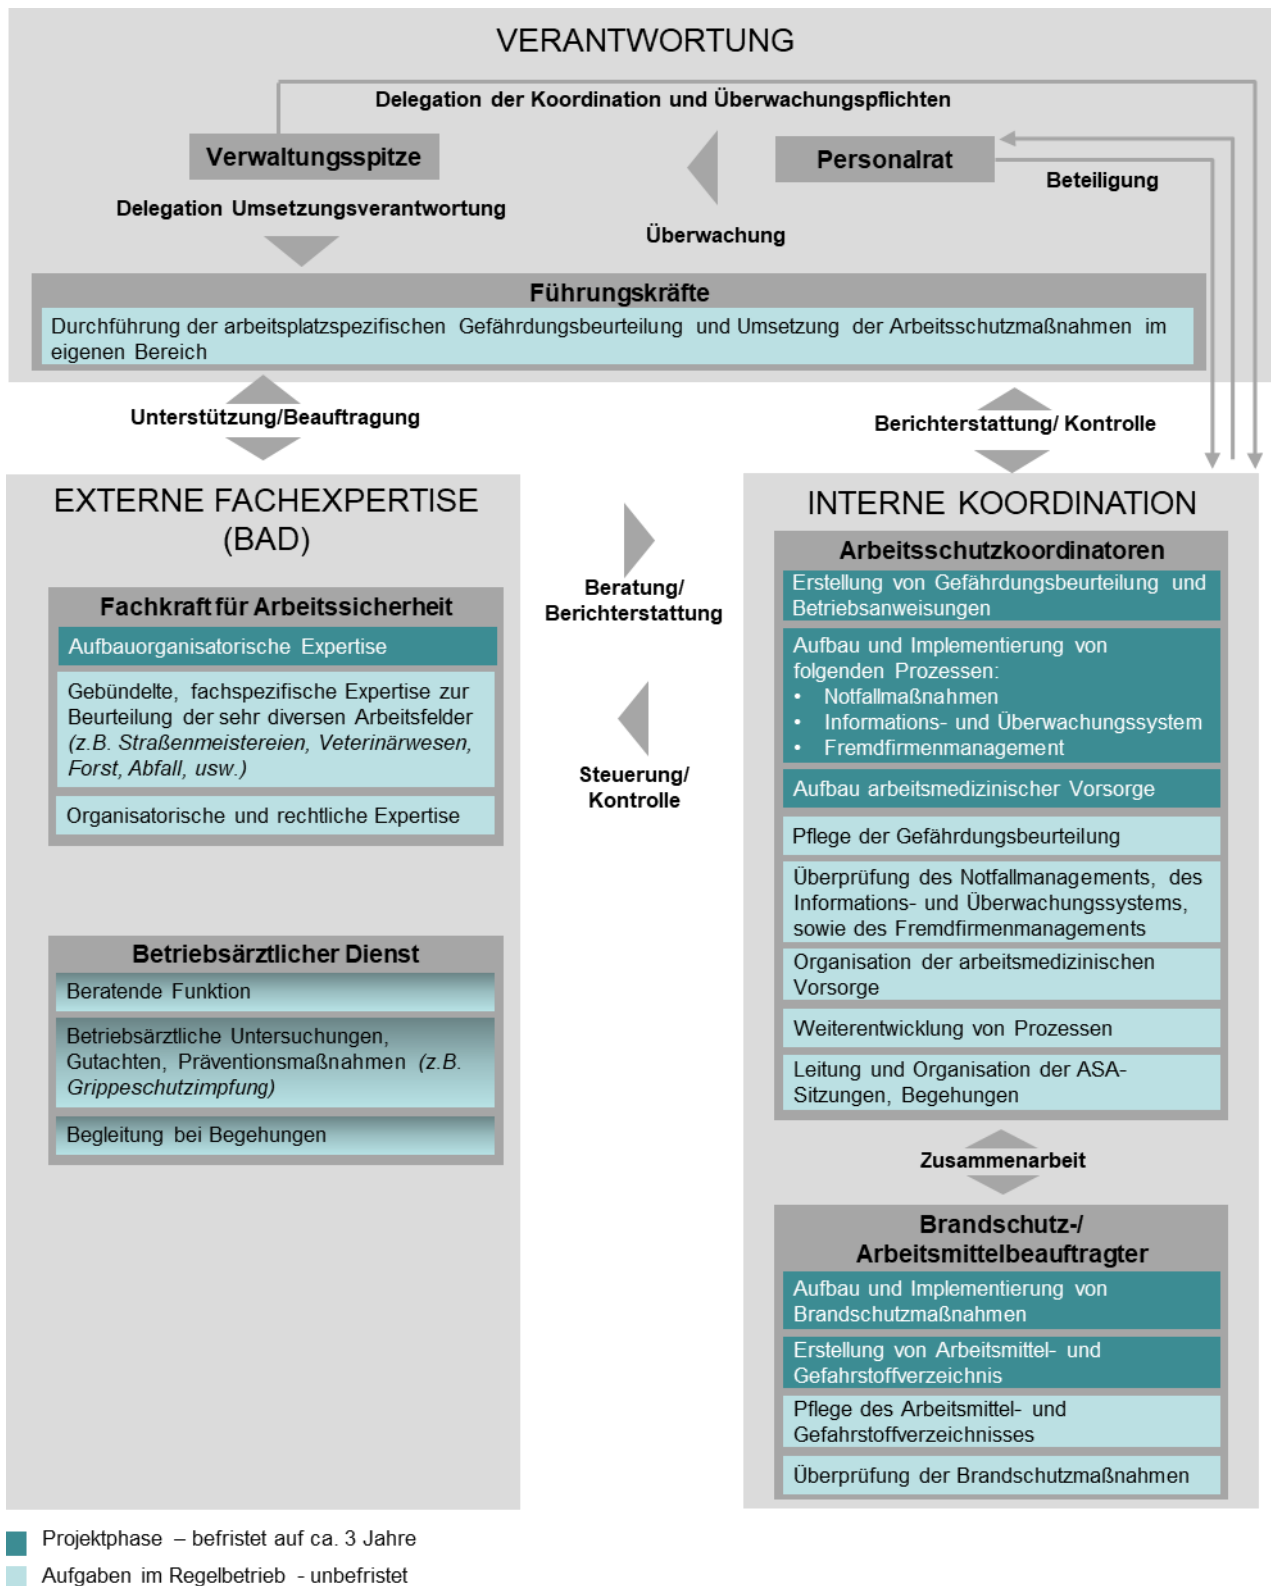 VERANTWORTUNG
Delegation der Koordination und Überwachungspflichten
Verwaltungsspitze
Personalrat
Beteiligung
Delegation Umsetzungsverantwortung
Überwachung
Führungskräfte
Durchführung der arbeitsplatzspezifischen Gefährdungsbeurteilung und Umsetzung der Arbeitsschutzmaßnahmen im
eigenen Bereich
Unterstützung/Beauftragung
Berichterstattung/ Kontrolle
EXTERNE FACHEXPERTISE
(BAD)
Fachkraft für Arbeitssicherheit
Aufbauorganisatorische Expertise
Gebündelte, fachspezifische Expertise zur
Beurteilung der sehr diversen Arbeitsfelder
(z.B. Straßenmeistereien, Veterinärwesen,
Forst, Abfall, usw.)
Organisatorische und rechtliche Expertise
Betriebsärztlicher Dienst
Beratende Funktion
Betriebsärztliche Untersuchungen,
Gutachten, Präventionsmaßnahmen (z.B.
Grippeschutzimpfung)
Begleitung bei Begehungen
Beratung/
Berichterstattung
Steuerung/
Kontrolle
INTERNE KOORDINATION
Arbeitsschutzkoordinatoren
Erstellung von Gefährdungsbeurteilung und
Betriebsanweisungen
Aufbau und Implementierung von
folgenden Prozessen:
• Notfallmaßnahmen
• Informations- und Überwachungssystem
• Fremdfirmenmanagement
Aufbau arbeitsmedizinischer Vorsorge
Pflege der Gefährdungsbeurteilung
Überprüfung des Notfallmanagements, des
Informations- und Überwachungssystems,
sowie des Fremdfirmenmanagements
Organisation der arbeitsmedizinischen
Vorsorge
Weiterentwicklung von Prozessen
Leitung und Organisation der ASA-
Sitzungen, Begehungen
Zusammenarbeit
Brandschutz-/
Arbeitsmittelbeauftragter
Aufbau und Implementierung von
Brandschutzmaßnahmen
Erstellung von Arbeitsmittel- und
Gefahrstoffverzeichnis
Pflege des Arbeitsmittel- und
Gefahrstoffverzeichnisses
Überprüfung der Brandschutzmaßnahmen
Projektphase – befristet auf ca. 3 Jahre
Aufgaben im Regelbetrieb - unbefristet